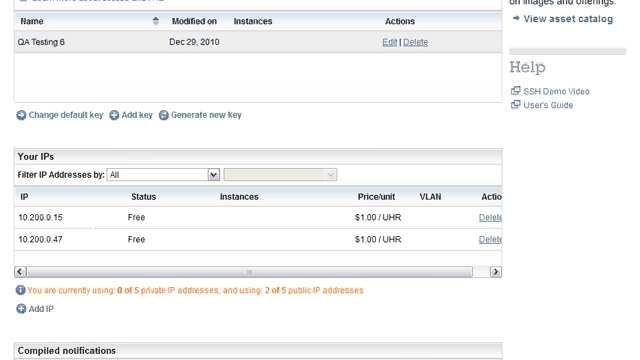 on images and offerings.
View asset catalog
Name Modified on Instances Actions
QA Testing 6 Dec 29, 2010 Edit | Delete
Help
SSH Demo Video
User's Guide
Change default key Add key Generate new key
Your IPs
Filter IP Addresses by: All
IP Status Instances Price/unit VLAN Actio
10.200.0.15 Free $1.00 / UHR Delete
10.200.0.47 Free $1.00 / UHR Delete
You are currently using: 0 of 5 private IP addresses, and using: 2 of 5 public IP addresses
Add IP
Compiled notifications